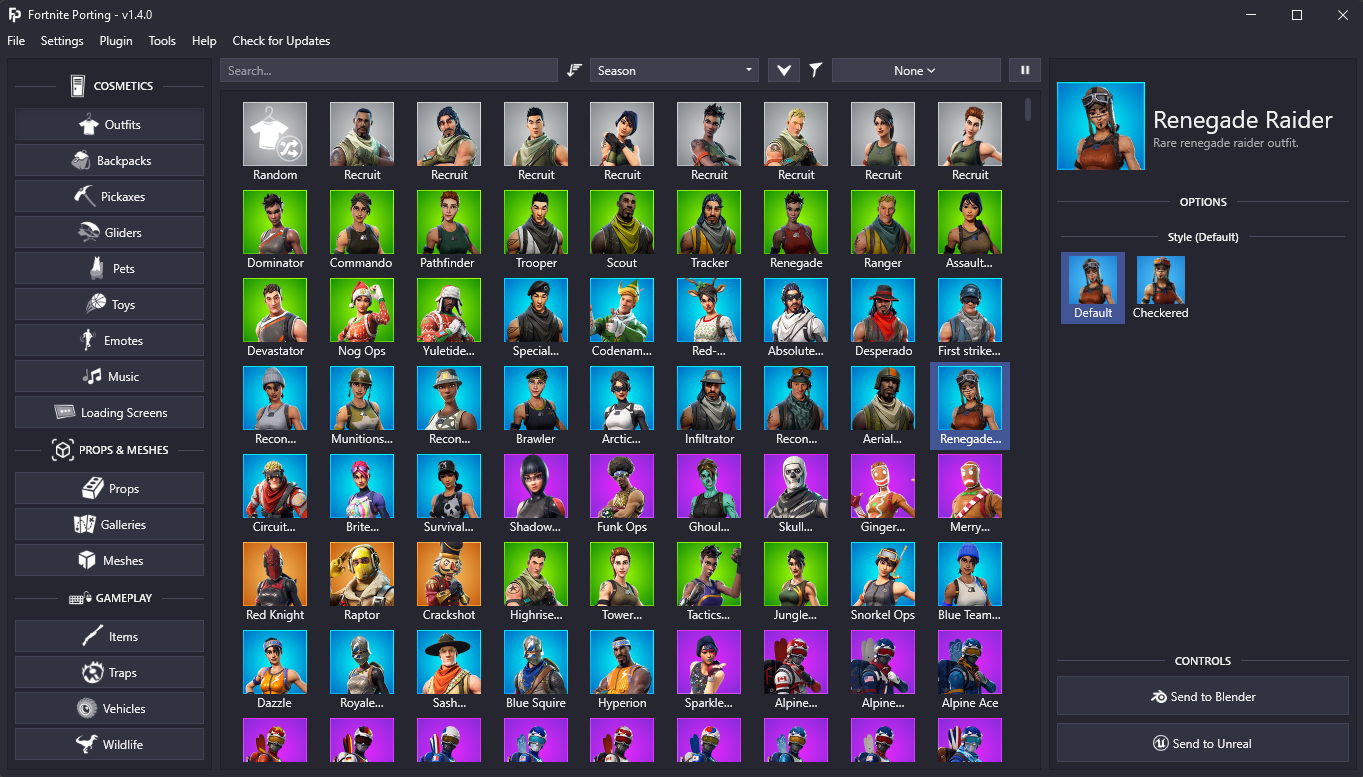 FP Fortnite Porting - v1.4.0
File Settings Plugin Tools Help Check for Updates
COSMETICS
Outfits
Backpacks
Pickaxes
Gliders
Pets
Toys
Emotes
Music
Loading Screens
PROPS & MESHES
Props
Galleries
Meshes
GAMEPLAY
Items
Traps
Vehicles
Wildlife
Search... Season None
Random Recruit Recruit Recruit Recruit Recruit Recruit Recruit Recruit
Dominator Commando Pathfinder Trooper Scout Tracker Renegade Ranger Assault...
Devastator Nog Ops Yuletide... Special... Codenam... Red-... Absolute... Desperado First strike...
Recon... Munitions... Recon... Brawler Arctic... Infiltrator Recon... Aerial... Renegade...
Circuit... Brite... Survival... Shadow... Funk Ops Ghoul... Skull... Ginger... Merry...
Red Knight Raptor Crackshot Highrise... Tower... Tactics... Jungle... Snorkel Ops Blue Team...
Dazzle Royale... Sash... Blue Squire Hyperion Sparkle... Alpine... Alpine... Alpine Ace
Renegade Raider
Rare renegade raider outfit.
OPTIONS
Style (Default)
Default Checkered
CONTROLS
Send to Blender
Send to Unreal